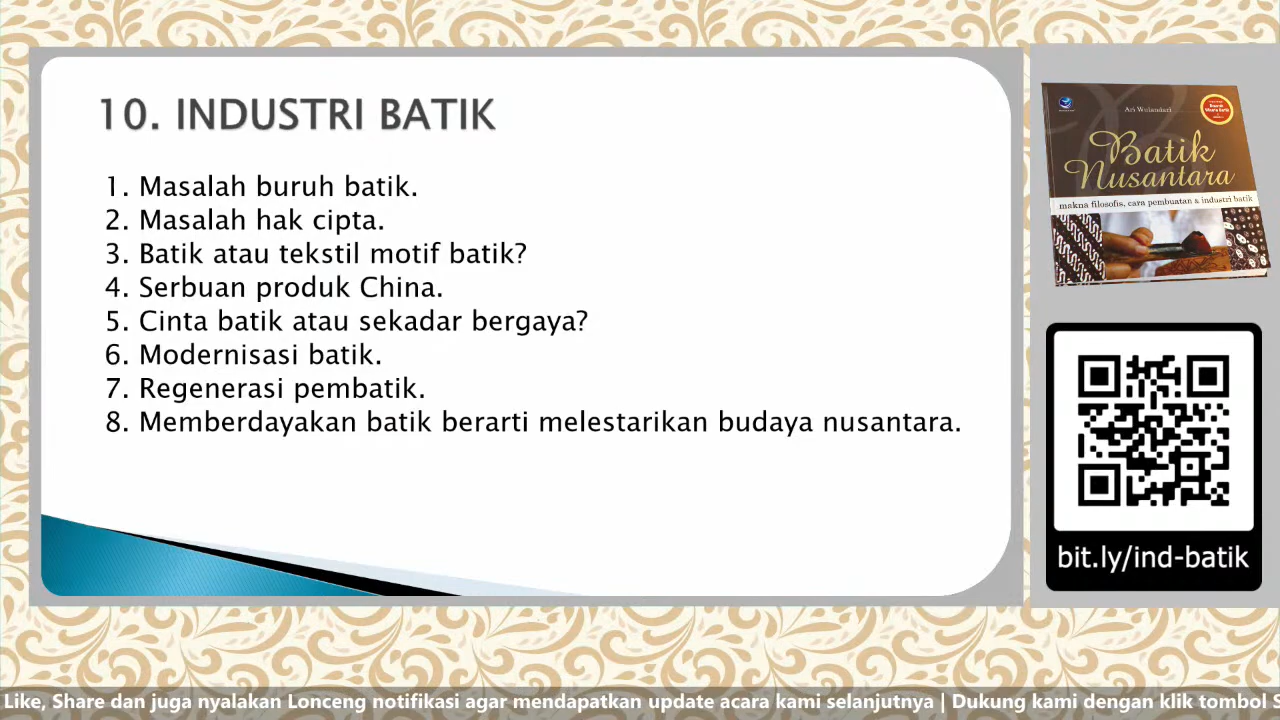 10. INDUSTRI BATIK
1. Masalah buruh batik.
2. Masalah hak cipta.
3. Batik atau tekstil motif batik?
4. Serbuan produk China.
5. Cinta batik atau sekadar bergaya?
6. Modernisasi batik.
7. Regenerasi pembatik.
8. Memberdayakan batik berarti melestarikan budaya nusantara.
Ari Wulandari
Batik
Nusantara
makna filosofis, cara pembuatan & industri batik
bit.ly/ind-batik
Like, Share dan juga nyalakan Lonceng notifikasi agar mendapatkan update acara kami selanjutnya | Dukung kami dengan klik tombol S